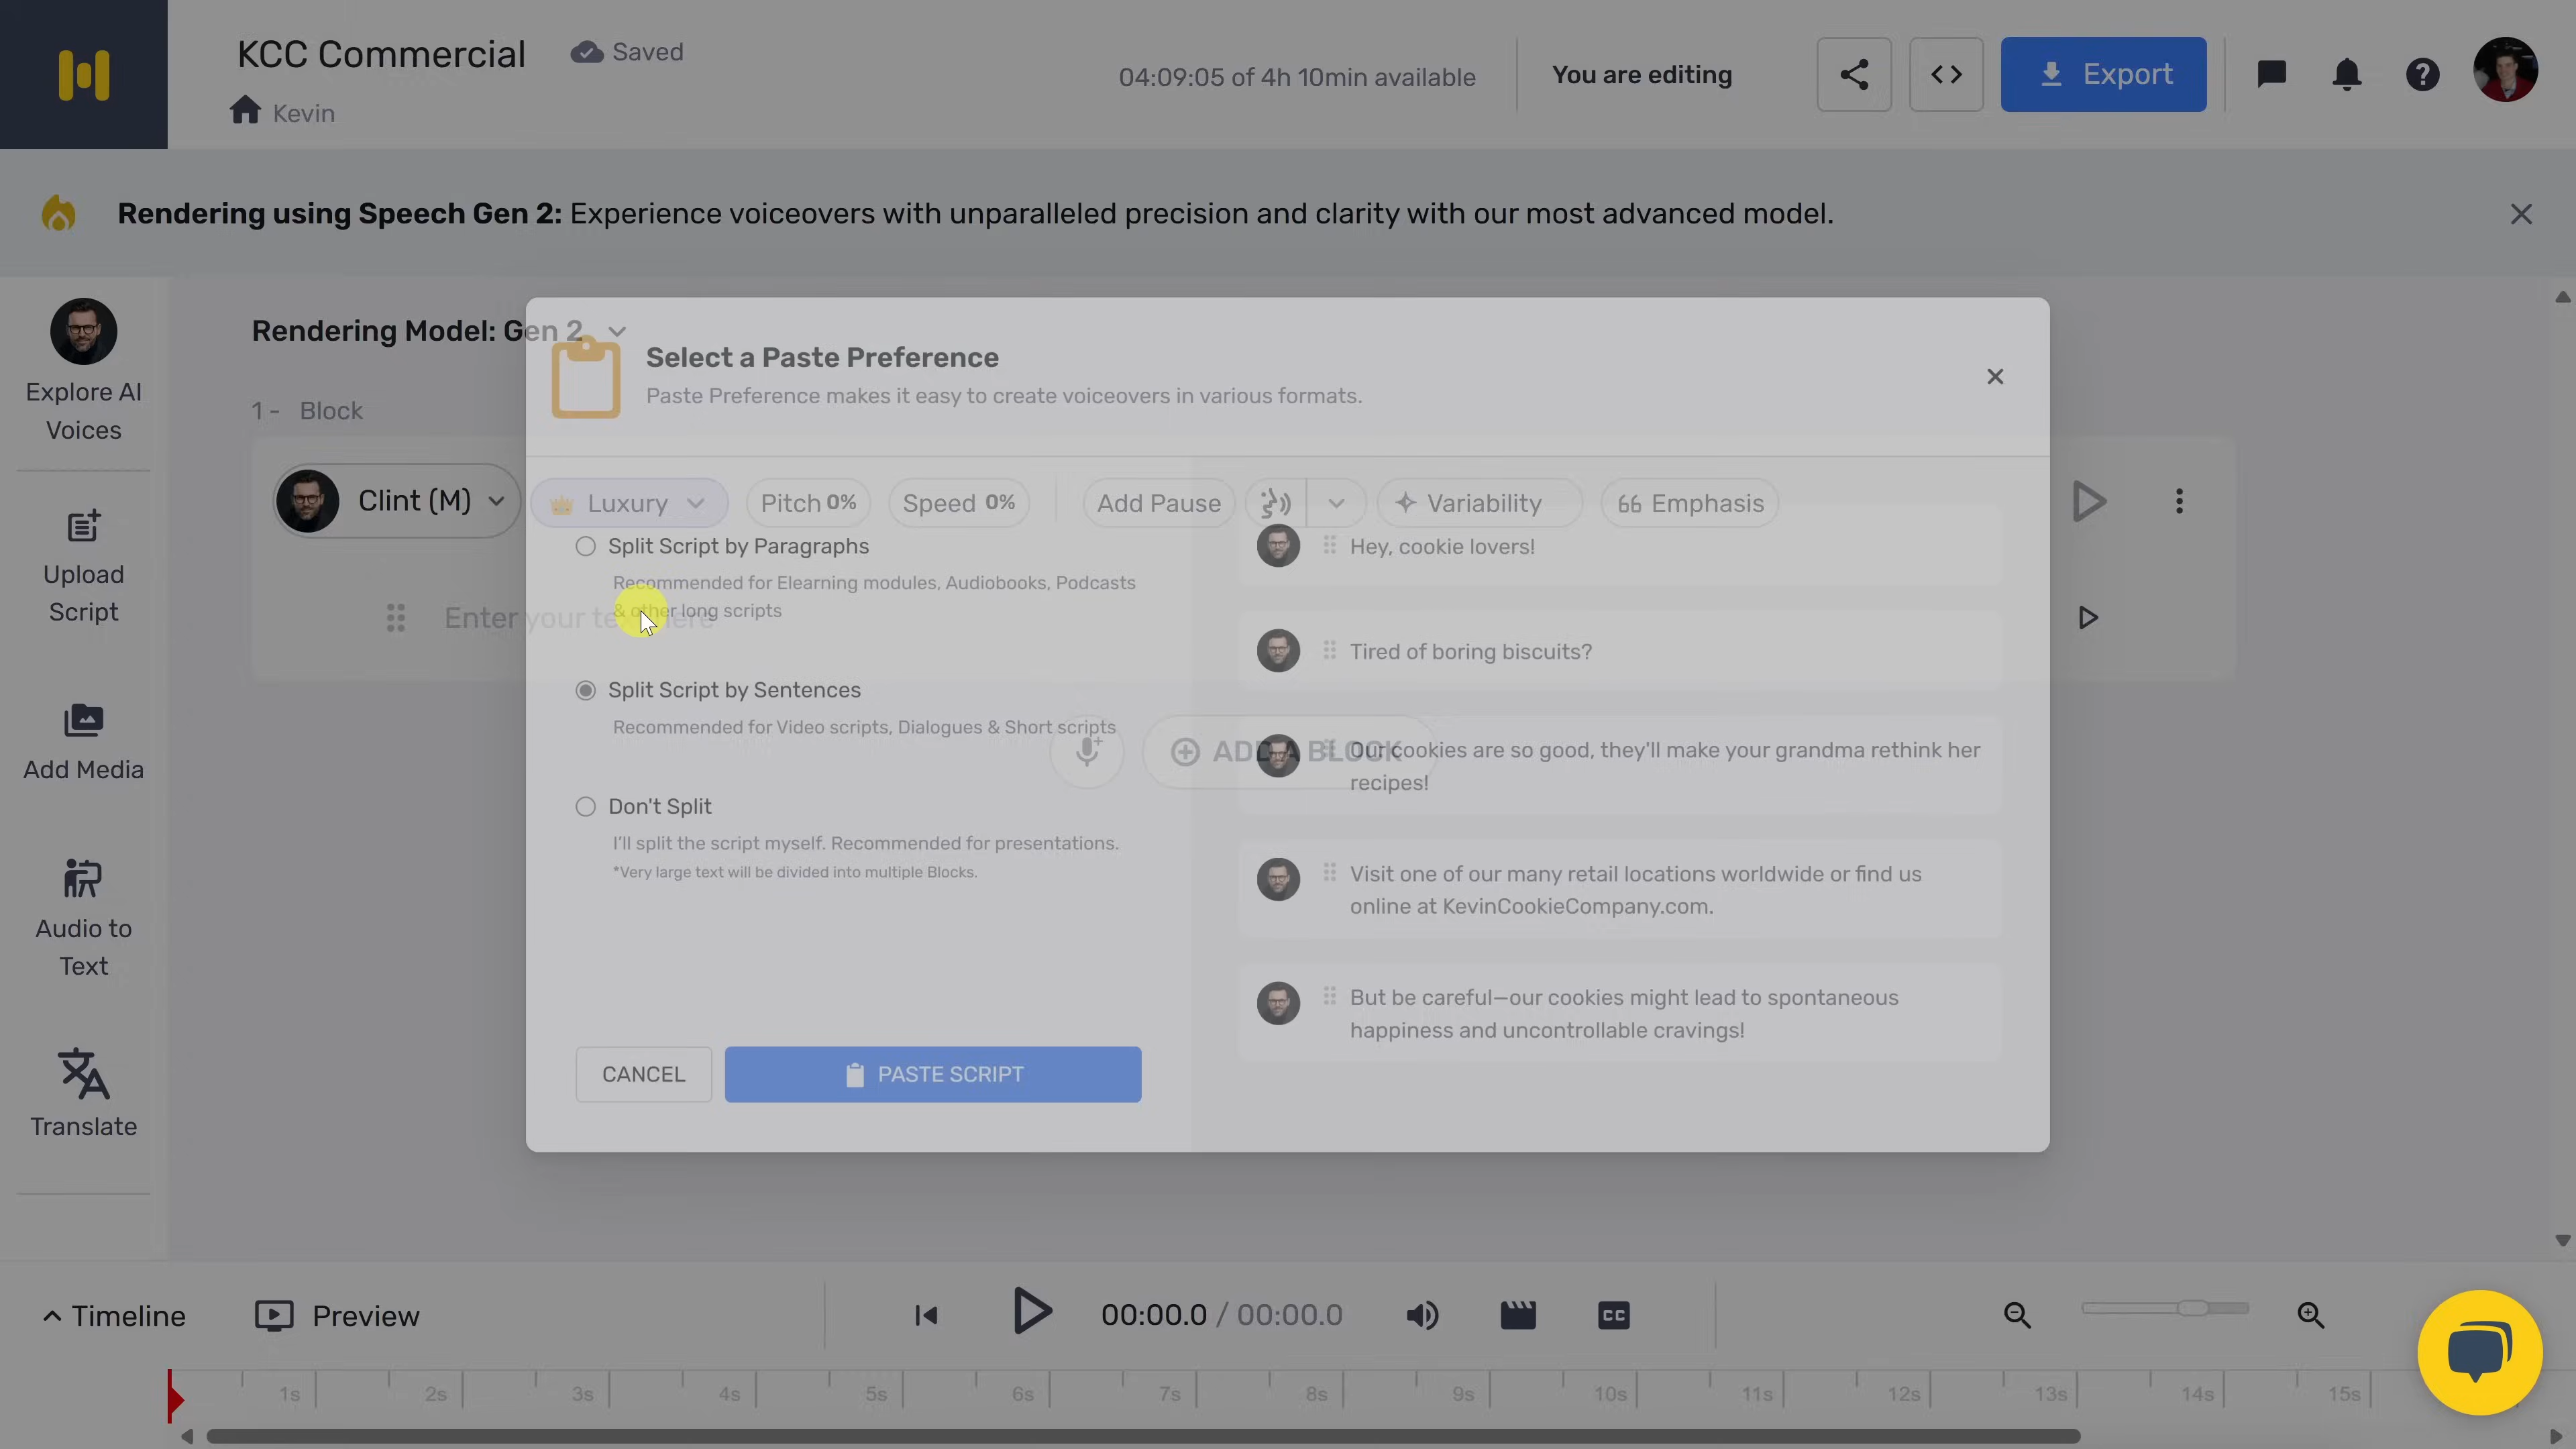 KCC Commercial
Saved
Kevin
04:09:05 of 4h 10min available
You are editing
Export
Rendering using Speech Gen 2: Experience voiceovers with unparalleled precision and clarity with our most advanced model.
Explore AI
Voices
Upload
Script
Add Media
Audio to
Text
Translate
Rendering Model: Gen 2
1 - Block
Clint (M)
Luxury
Pitch 0%
Speed 0%
Add Pause
Variability
Emphasis
Enter your text here
ADD A BLOCK
Select a Paste Preference
Paste Preference makes it easy to create voiceovers in various formats.
Split Script by Paragraphs
Recommended for Elearning modules, Audiobooks, Podcasts
& other long scripts
Split Script by Sentences
Recommended for Video scripts, Dialogues & Short scripts
Don't Split
I'll split the script myself. Recommended for presentations.
*Very large text will be divided into multiple Blocks.
CANCEL
PASTE SCRIPT
Hey, cookie lovers!
Tired of boring biscuits?
Our cookies are so good, they'll make your grandma rethink her
recipes!
Visit one of our many retail locations worldwide or find us
online at KevinCookieCompany.com.
But be careful—our cookies might lead to spontaneous
happiness and uncontrollable cravings!
Timeline
Preview
00:00.0 / 00:00.0
CC
1s 2s 3s 4s 5s 6s 7s 8s 9s 10s 11s 12s 13s 14s 15s